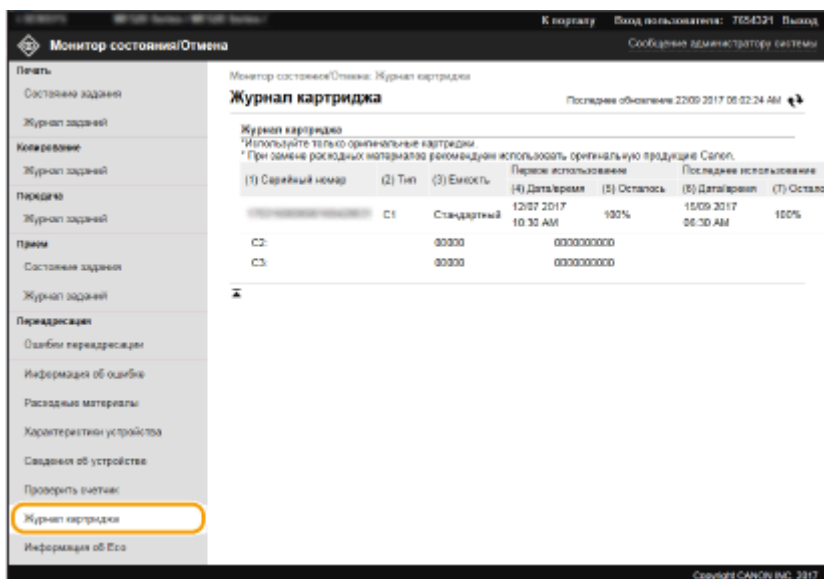 К порталу Вход пользователя: 7654321 Выход
Монитор состояния/Отмена Сообщение администратору системы
Печать
Состояние задания
Журнал заданий
Копирование
Журнал заданий
Передача
Журнал заданий
Прием
Состояние задания
Журнал заданий
Переадресация
Ошибки переадресации
Информация об ошибке
Расходные материалы
Характеристики устройства
Сведения об устройстве
Проверить счетчик
Журнал картриджа
Информация об Eco
Монитор состояния/Отмена: Журнал картриджа
Журнал картриджа Последнее обновление 22/09 2017 06:02:24 AM
Журнал картриджа
*Используйте только оригинальные картриджи.
* При замене расходных материалов рекомендуем использовать оригинальную продукцию Canon.
(1) Серийный номер (2) Тип (3) Емкость Первое использование Последнее использование
(4) Дата/время (5) Осталось (6) Дата/время (7) Остало
C1 Стандартный 12/07 2017 10:30 AM 100% 15/09 2017 06:30 AM 100%
C2: 00000 0000000000
C3: 00000 0000000000
Copyright CANON INC. 2017